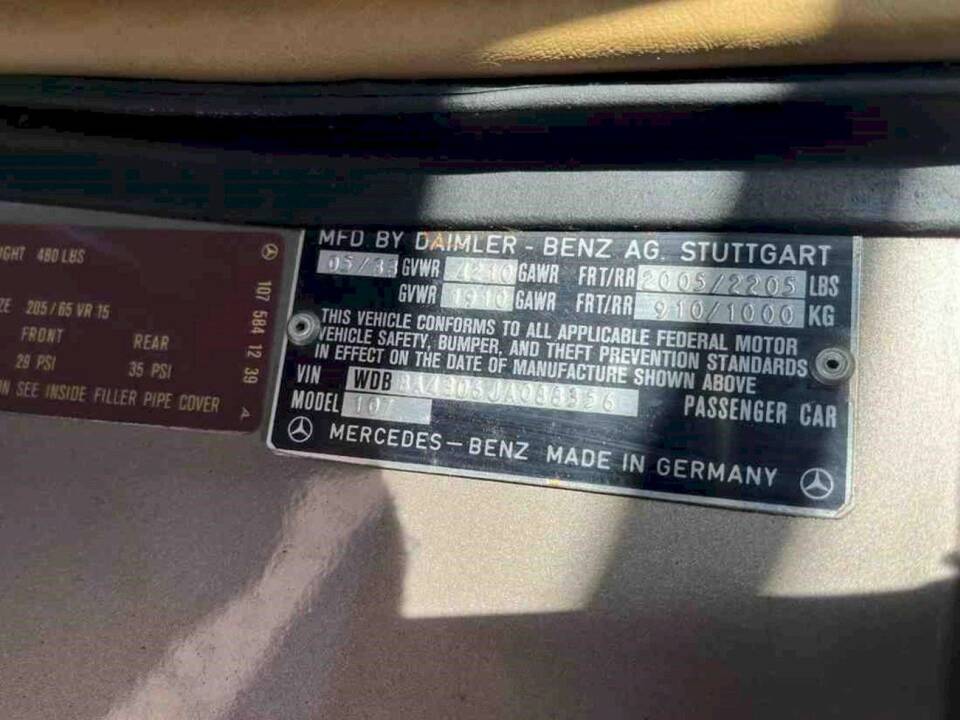 IGHT 480 LBS
ZE 205/65 VR 15
FRONT REAR
29 PSI 35 PSI
ON SEE INSIDE FILLER PIPE COVER
107 584 12 39 A
MFD BY DAIMLER - BENZ AG. STUTTGART
GVWR GAWR FRT/RR 2005/2205 LBS
GVWR 1910 GAWR FRT/RR 910/1000 KG
THIS VEHICLE CONFORMS TO ALL APPLICABLE FEDERAL MOTOR
VEHICLE SAFETY, BUMPER, AND THEFT PREVENTION STANDARDS
IN EFFECT ON THE DATE OF MANUFACTURE SHOWN ABOVE
VIN WDB
MODEL 107 PASSENGER CAR
MERCEDES-BENZ MADE IN GERMANY